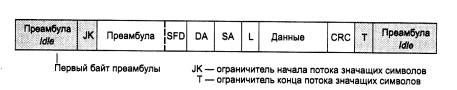 Преамбула Idle JK Преамбула SFD DA SA L Данные CRC T Преамбула Idle
Первый байт преамбулы
JK — ограничитель начала потока значащих символов
T — ограничитель конца потока значащих символов